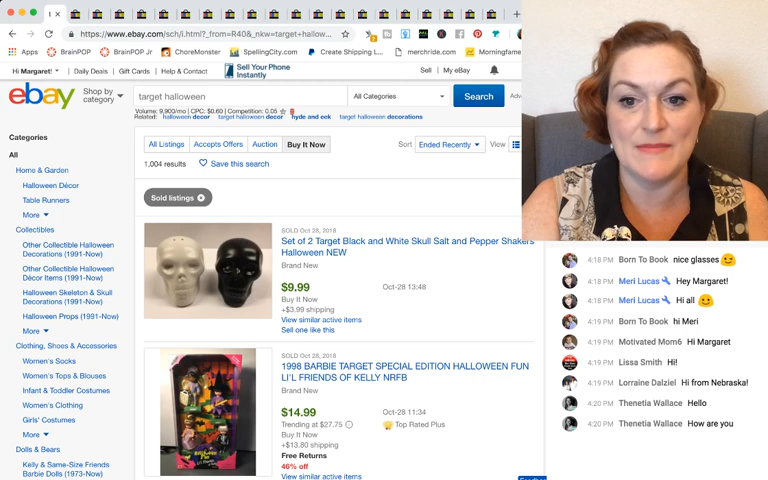 https://www.ebay.com/sch/i.html?_from=R40&_nkw=target+hallow...
Apps BrainPOP BrainPOP Jr ChoreMonster SpellingCity.com Create Shipping L... merchride.com Morningfame
Hi Margaret! Daily Deals Gift Cards Help & Contact Sell Your Phone Instantly Sell My eBay
ebay Shop by category target halloween All Categories Search
Volume: 9,900/mo | CPC: $0.60 | Competition: 0.05
Related: halloween decor target halloween decor hyde and eek target halloween decorations
Categories
All
Home & Garden
Halloween Décor
Table Runners
More
Collectibles
Other Collectible Halloween
Decorations (1991-Now)
Other Collectible Halloween
Décor Items (1991-Now)
Halloween Skeleton & Skull
Decorations (1991-Now)
Halloween Props (1991-Now)
More
Clothing, Shoes & Accessories
Women's Socks
Women's Tops & Blouses
Infant & Toddler Costumes
Women's Clothing
Girls' Costumes
More
Dolls & Bears
Kelly & Same-Size Friends
Barbie Dolls (1973-Now)
All Listings Accepts Offers Auction Buy It Now Sort Ended Recently View
1,004 results Save this search
Sold listings
SOLD Oct 28, 2018
Set of 2 Target Black and White Skull Salt and Pepper Shakers
Halloween NEW
Brand New
$9.99 Oct-28 13:48
Buy It Now
+$3.99 shipping
View similar active items
Sell one like this
SOLD Oct 28, 2018
1998 BARBIE TARGET SPECIAL EDITION HALLOWEEN FUN
LI'L FRIENDS OF KELLY NRFB
Brand New
$14.99 Oct-28 11:34
Trending at $27.75 Top Rated Plus
Buy It Now
+$13.80 shipping
Free Returns
46% off
View similar active items
4:18 PM Born To Book nice glasses
4:18 PM Meri Lucas Hey Margaret!
4:18 PM Meri Lucas Hi all
4:19 PM Born To Book hi Meri
4:19 PM Motivated Mom6 Hi Margaret
4:19 PM Lissa Smith Hi!
4:19 PM Lorraine Dalziel Hi from Nebraska!
4:20 PM Thenetia Wallace Hello
4:20 PM Thenetia Wallace How are you